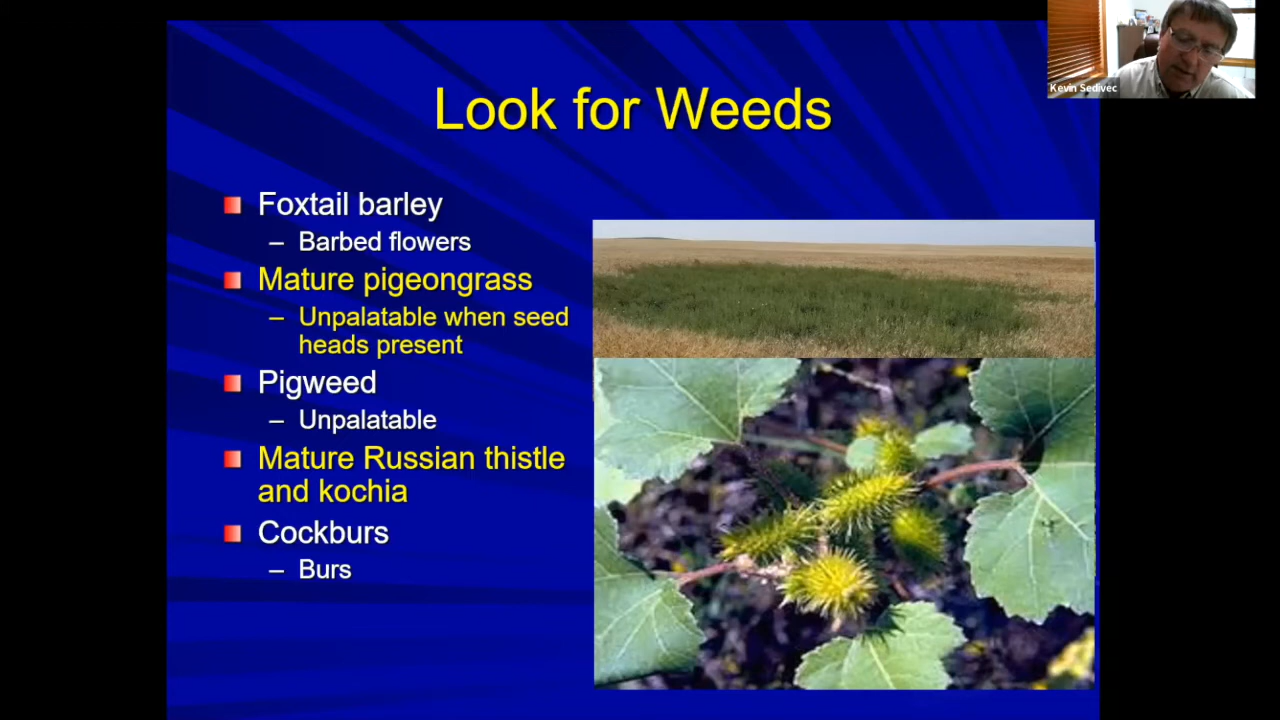 Kevin Sedivec
Look for Weeds
Foxtail barley
– Barbed flowers
Mature pigeongrass
– Unpalatable when seed
heads present
Pigweed
– Unpalatable
Mature Russian thistle
and kochia
Cockburs
– Burs